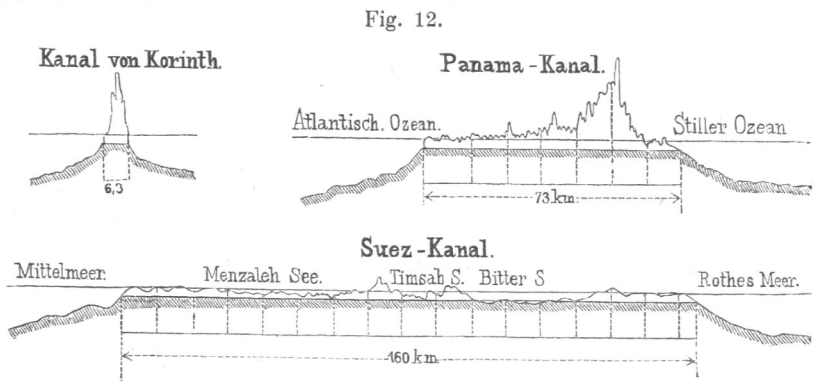 Fig. 12.
Kanal von Korinth.
6,3
Panama-Kanal.
Atlantisch. Ozean.
Stiller Ozean
73 km.
Suez-Kanal.
Mittelmeer.
Menzaleh See.
Timsah S.
Bitter S
Rothes Meer.
160 km.